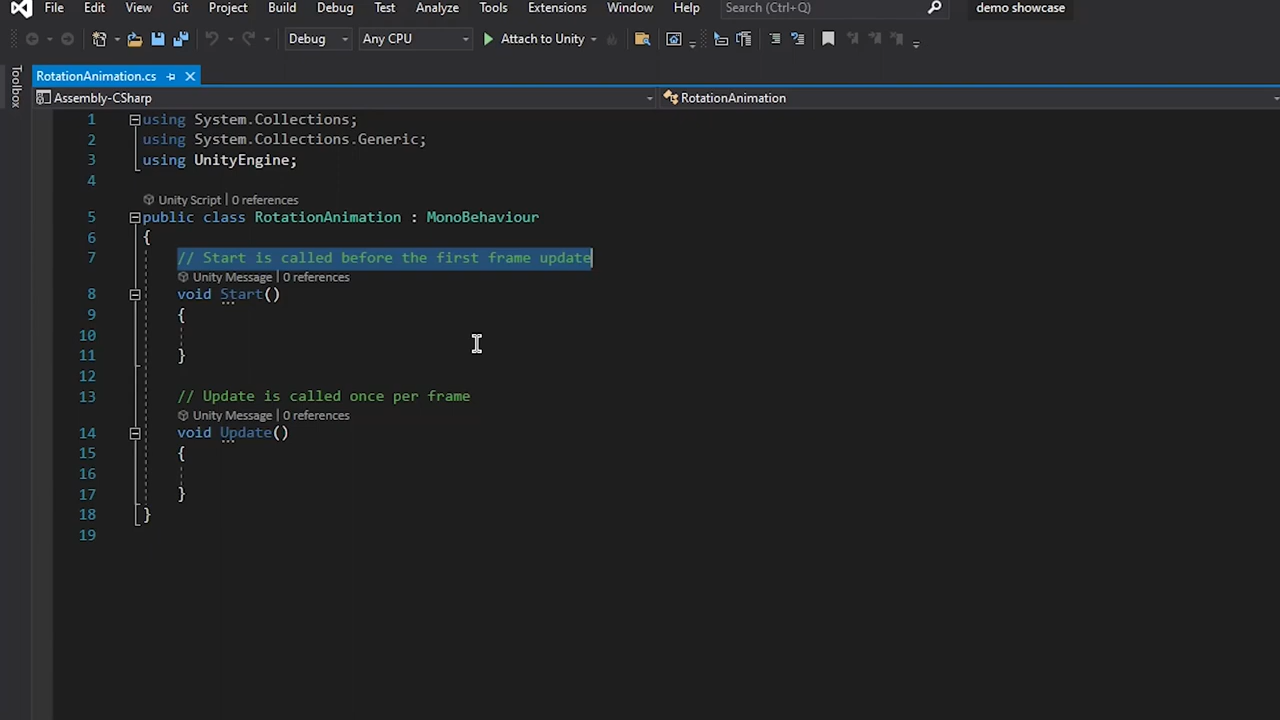 File Edit View Git Project Build Debug Test Analyze Tools Extensions Window Help Search (Ctrl+Q) demo showcase
Debug Any CPU Attach to Unity
Toolbox
RotationAnimation.cs
Assembly-CSharp RotationAnimation
1 using System.Collections;
2 using System.Collections.Generic;
3 using UnityEngine;
4
Unity Script | 0 references
5 public class RotationAnimation : MonoBehaviour
6 {
7 // Start is called before the first frame update
Unity Message | 0 references
8 void Start()
9 {
10
11 }
12
13 // Update is called once per frame
Unity Message | 0 references
14 void Update()
15 {
16
17 }
18 }
19